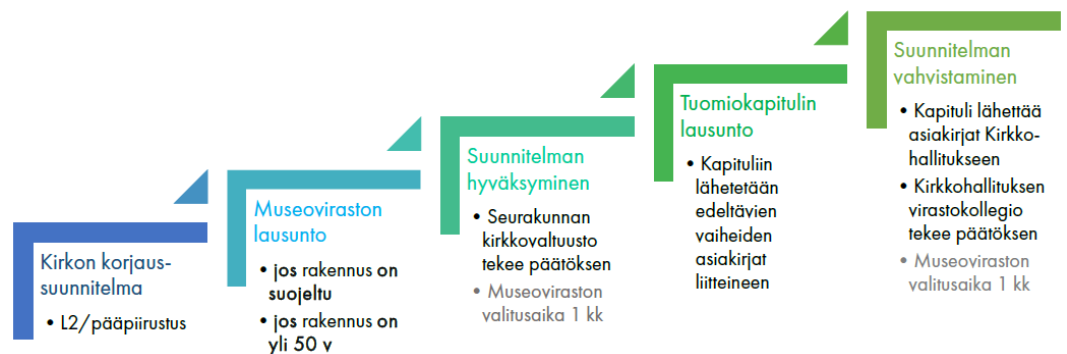 Kirkon korjaus-
suunnitelma
• L2/pääpiirustus
Museoviraston
lausunto
• jos rakennus on
suojeltu
• jos rakennus on
yli 50 v
Suunnitelman
hyväksyminen
• Seurakunnan
kirkkovaltuusto
tekee päätöksen
• Museoviraston
valitusaika 1 kk
Tuomiokapitulin
lausunto
• Kapituliin
lähetetään
edeltävien
vaiheiden
asiakirjat
liitteineen
Suunnitelman
vahvistaminen
• Kapituli lähettää
asiakirjat Kirkko-
hallitukseen
• Kirkkohallituksen
virastokollegio
tekee päätöksen
• Museoviraston
valitusaika 1 kk